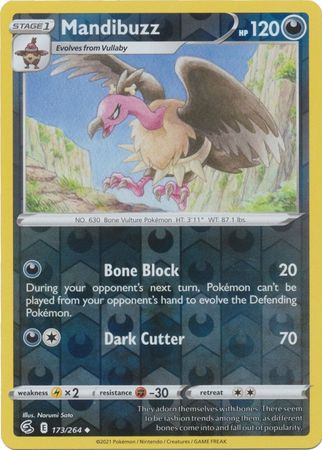 STAGE 1
Mandibuzz
HP 120
Evolves from Vullaby
NO. 630 Bone Vulture Pokémon HT: 3'11" WT: 87.1 lbs.
Bone Block 20
During your opponent's next turn, Pokémon can't be
played from your opponent's hand to evolve the Defending
Pokémon.
Dark Cutter 70
weakness ×2 resistance -30 retreat
Illus. Narumi Sato
They adorn themselves with bones. There seem
to be fashion trends among them, as different
bones come into and fall out of popularity.
E 173/264
©2021 Pokémon / Nintendo / Creatures / GAME FREAK